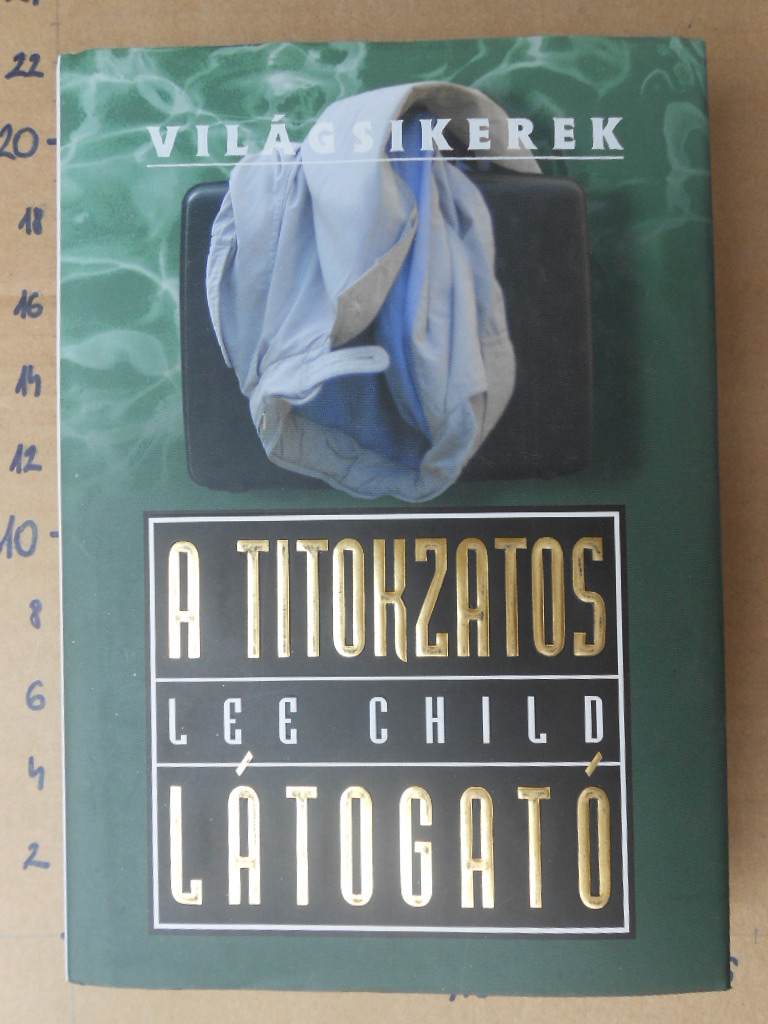 VILÁGSIKEREK
A TITOKZATOS
LEE CHILD
LÁTOGATÓ
22
20
18
16
14
12
10
8
6
4
2